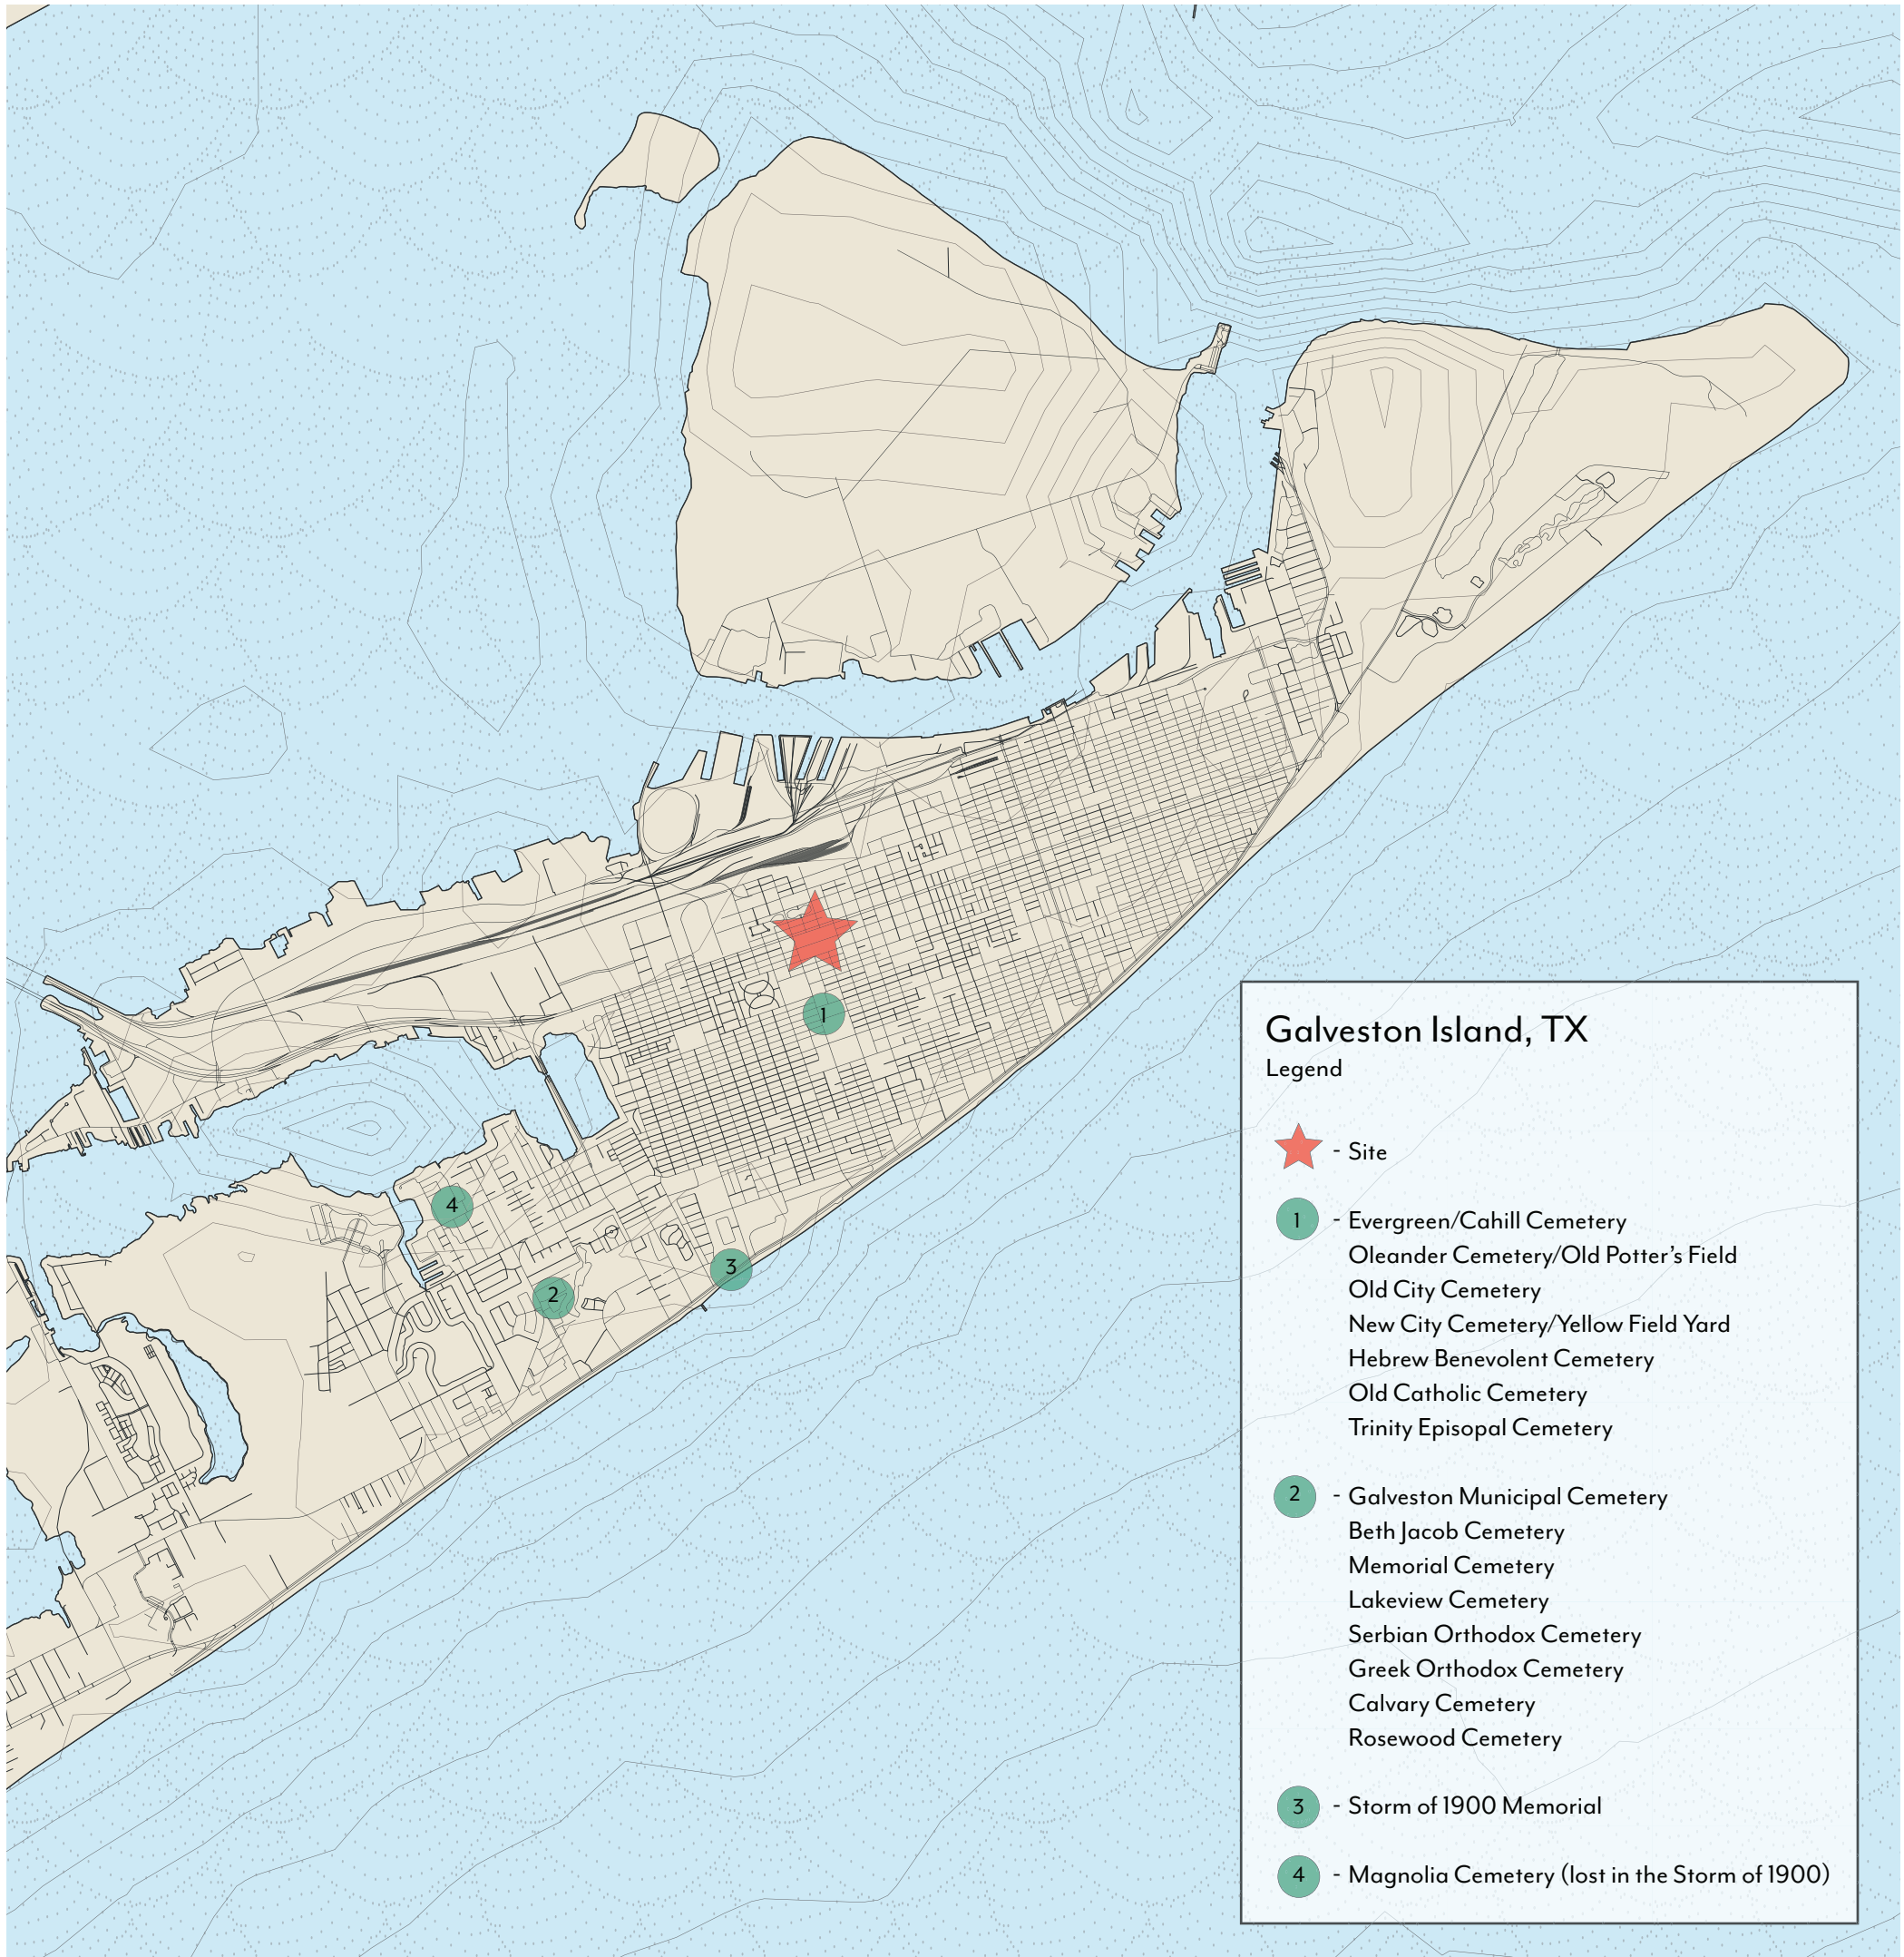 1
4
3
2
Galveston Island, TX
Legend
- Site
1 - Evergreen/Cahill Cemetery
Oleander Cemetery/Old Potter's Field
Old City Cemetery
New City Cemetery/Yellow Field Yard
Hebrew Benevolent Cemetery
Old Catholic Cemetery
Trinity Episopal Cemetery
2 - Galveston Municipal Cemetery
Beth Jacob Cemetery
Memorial Cemetery
Lakeview Cemetery
Serbian Orthodox Cemetery
Greek Orthodox Cemetery
Calvary Cemetery
Rosewood Cemetery
3 - Storm of 1900 Memorial
4 - Magnolia Cemetery (lost in the Storm of 1900)